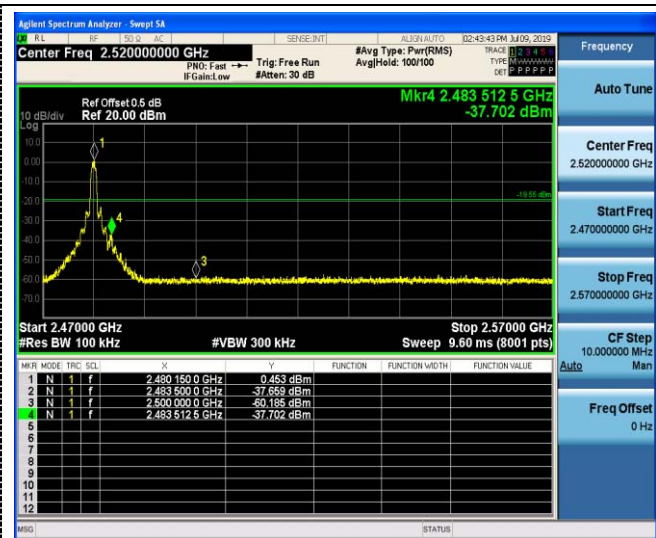 Agilent Spectrum Analyzer - Swept SA
RL RF 50 Ω AC SENSE:INT ALIGN AUTO 02:43:43 PM Jul 09, 2019
Center Freq 2.520000000 GHz
PNO: Fast
IFGain:Low
Trig: Free Run
#Atten: 30 dB
#Avg Type: Pwr(RMS)
Avg|Hold: 100/100
TRACE 1 2 3 4 5 6
TYPE M
DET P P P P P P
Mkr4 2.483 512 5 GHz
-37.702 dBm
Ref Offset 0.5 dB
10 dB/div Ref 20.00 dBm
Log
10.0
0.00
-10.0
-20.0
-30.0
-40.0
-50.0
-60.0
-70.0
1
4
3
-19.55 dBm
Start 2.47000 GHz Stop 2.57000 GHz
#Res BW 100 kHz #VBW 300 kHz Sweep 9.60 ms (8001 pts)
MKR MODE TRC SCL X Y FUNCTION FUNCTION WIDTH FUNCTION VALUE
1 N 1 f 2.480 150 0 GHz 0.453 dBm
2 N 1 f 2.483 500 0 GHz -37.659 dBm
3 N 1 f 2.500 000 0 GHz -60.185 dBm
4 N 1 f 2.483 512 5 GHz -37.702 dBm
5
6
7
8
9
10
11
12
MSG STATUS
Frequency
Auto Tune
Center Freq
2.520000000 GHz
Start Freq
2.470000000 GHz
Stop Freq
2.570000000 GHz
CF Step
10.000000 MHz
Auto Man
Freq Offset
0 Hz